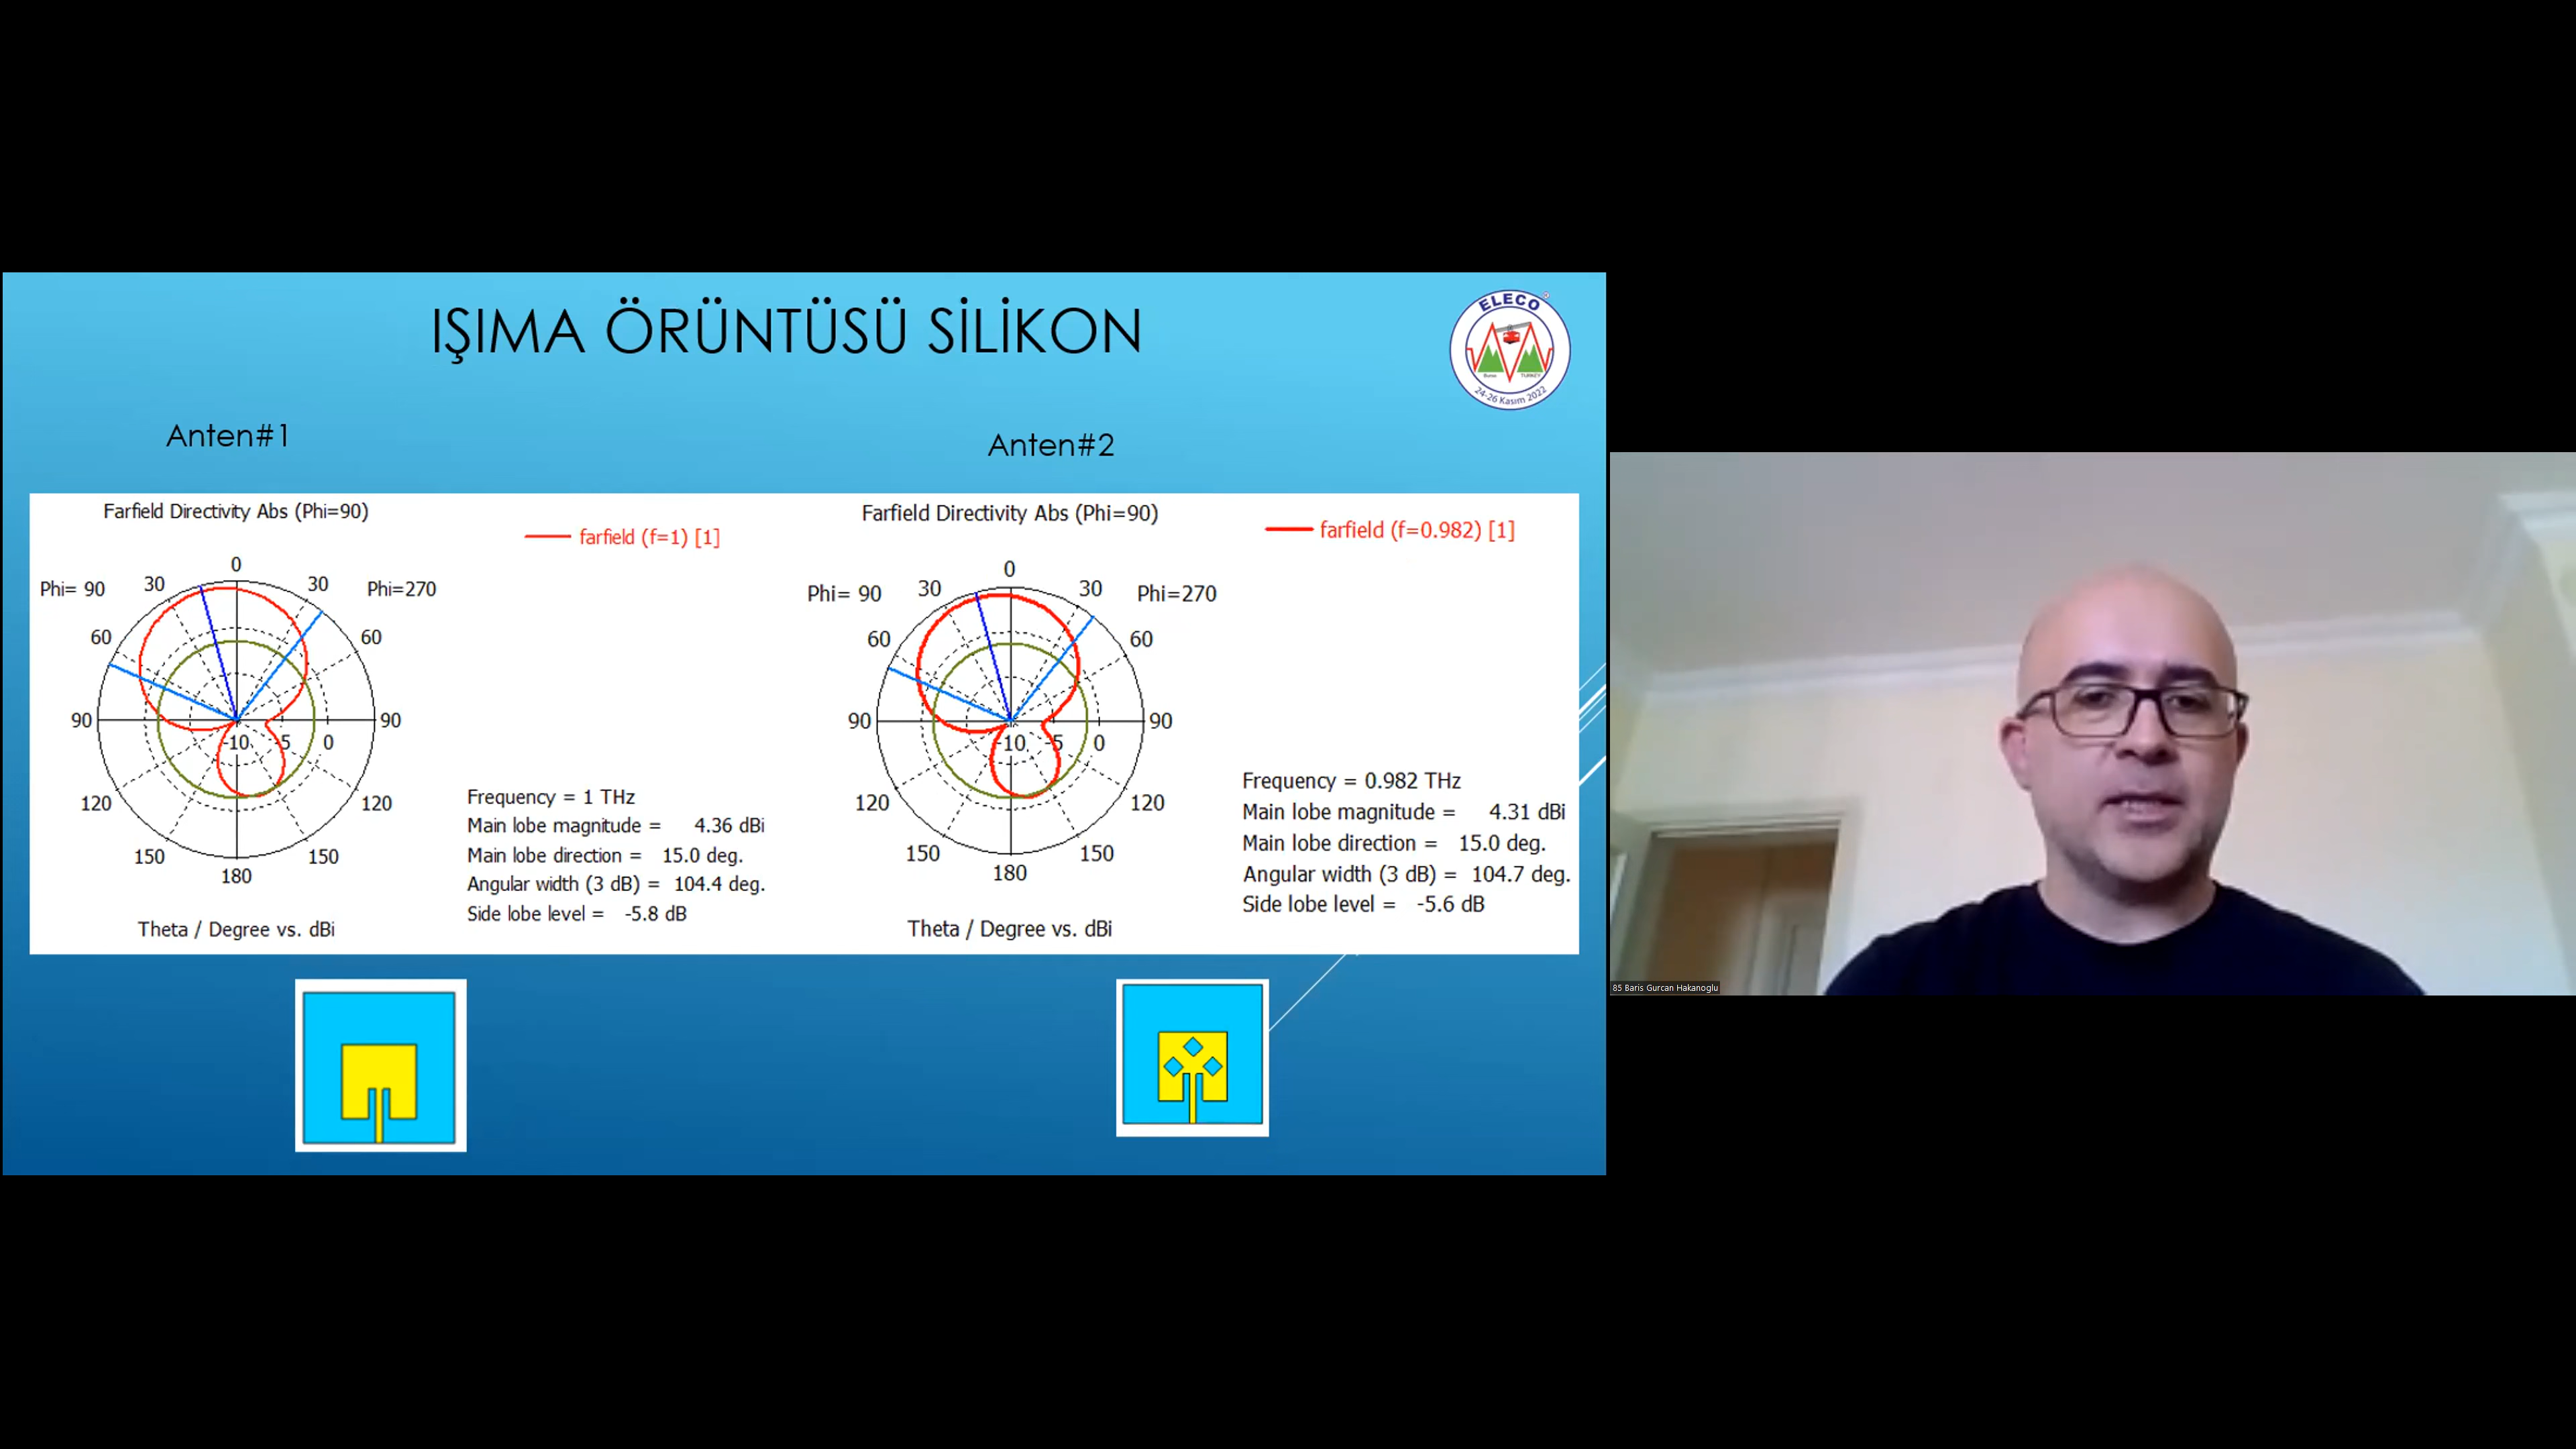 IŞIMA ÖRÜNTÜSÜ SİLİKON
ELECO
Bursa
TURKEY
24-26 Kasım 2022
Anten#1
Farfield Directivity Abs (Phi=90)
farfield (f=1) [1]
0
30
30
Phi= 90
Phi=270
60
60
90
90
-10
-5
0
120
120
150
150
180
Theta / Degree vs. dBi
Frequency = 1 THz
Main lobe magnitude = 4.36 dBi
Main lobe direction = 15.0 deg.
Angular width (3 dB) = 104.4 deg.
Side lobe level = -5.8 dB
Anten#2
Farfield Directivity Abs (Phi=90)
farfield (f=0.982) [1]
0
30
30
Phi= 90
Phi=270
60
60
90
90
-10
-5
0
120
120
150
150
180
Theta / Degree vs. dBi
Frequency = 0.982 THz
Main lobe magnitude = 4.31 dBi
Main lobe direction = 15.0 deg.
Angular width (3 dB) = 104.7 deg.
Side lobe level = -5.6 dB
85 Baris Gurcan Hakanoglu